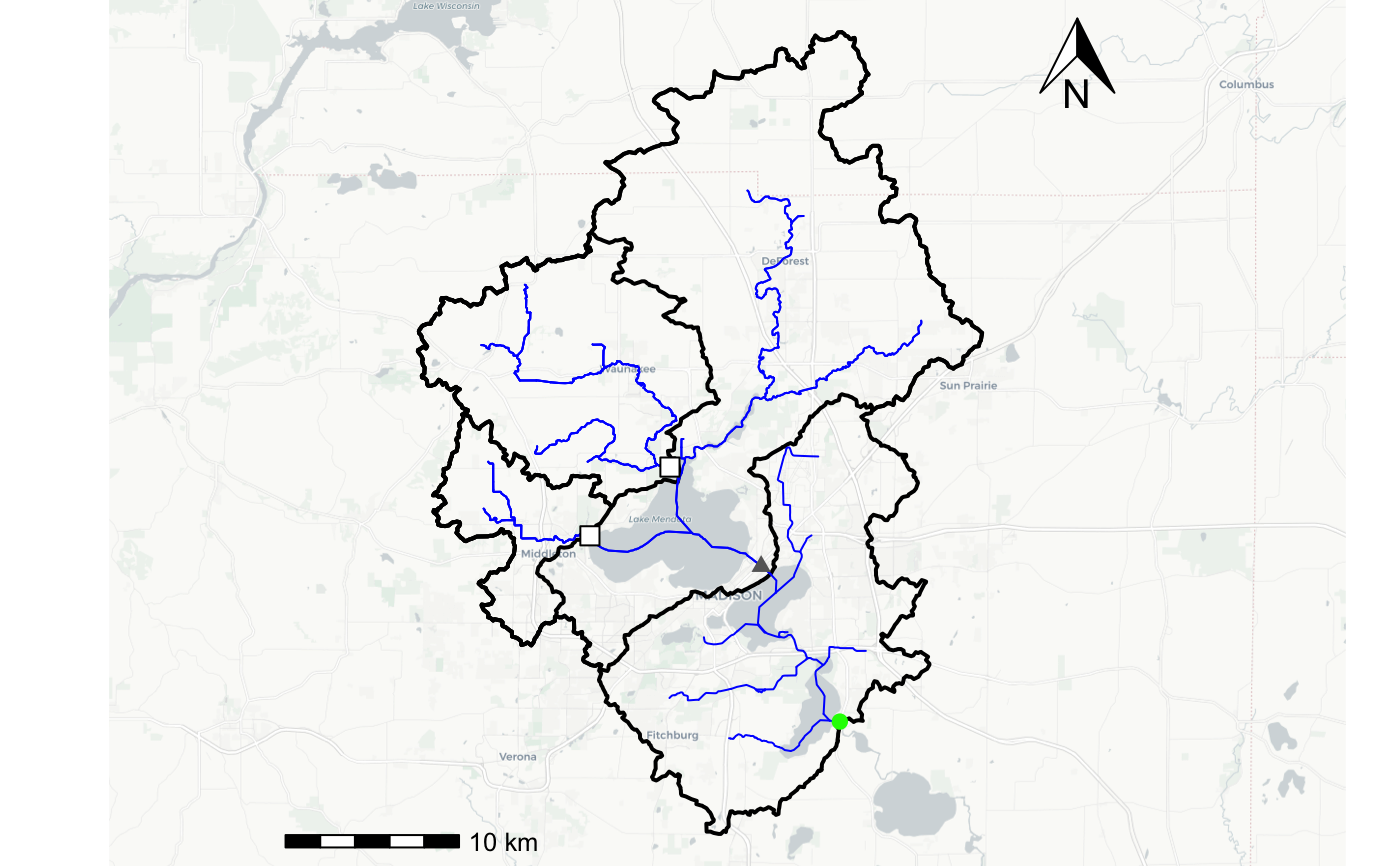 Lake Wisconsin
Columbus
N
DeForest
Waunakee
Sun Prairie
Lake Mendota
Middleton
MADISON
Fitchburg
Verona
10 km